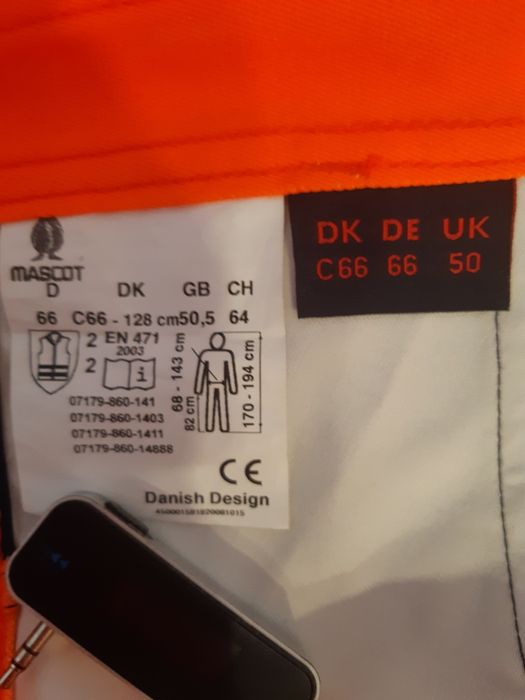 MASCOT
D DK GB CH
66 C66 - 128 cm 50,5 64
2 EN 471
2003
2
i
68 - 143 cm
82 cm
170 - 194 cm
07179-860-141
07179-860-1403
07179-860-1411
07179-860-14888
CE
Danish Design
DK DE UK
C66 66 50